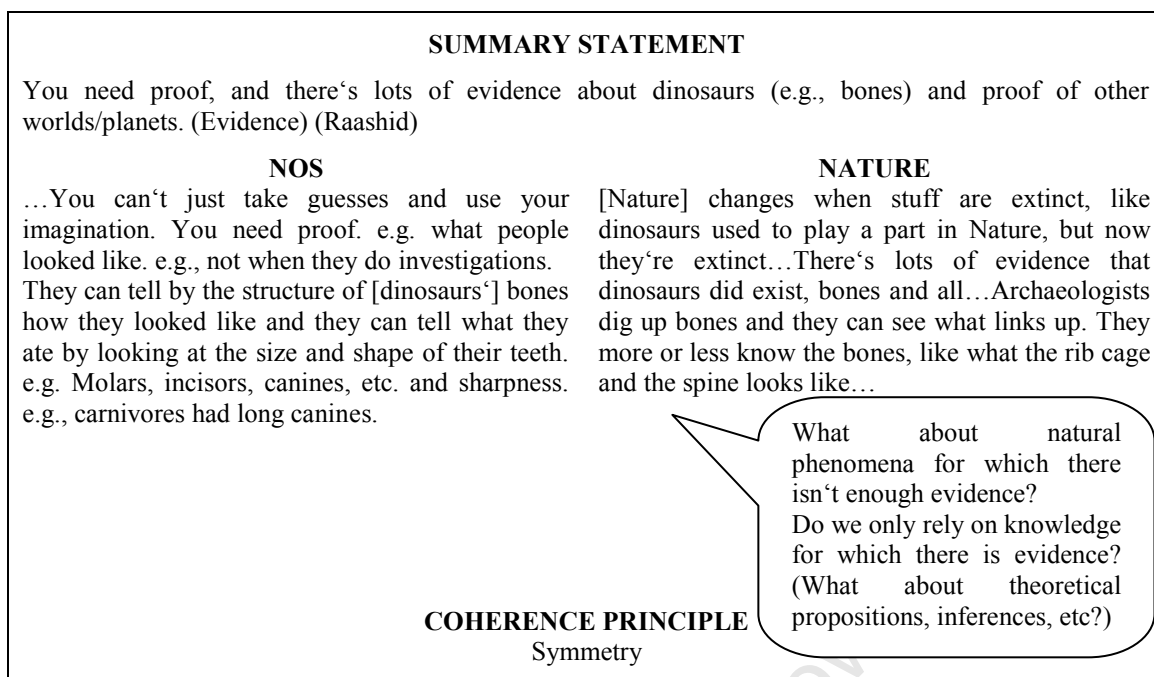 SUMMARY STATEMENT
You need proof, and there‘s lots of evidence about dinosaurs (e.g., bones) and proof of other
worlds/planets. (Evidence) (Raashid)
NOS
…You can‘t just take guesses and use your
imagination. You need proof. e.g. what people
looked like. e.g., not when they do investigations.
They can tell by the structure of [dinosaurs‘] bones
how they looked like and they can tell what they
ate by looking at the size and shape of their teeth.
e.g. Molars, incisors, canines, etc. and sharpness.
e.g., carnivores had long canines.
NATURE
[Nature] changes when stuff are extinct, like
dinosaurs used to play a part in Nature, but now
they‘re extinct…There‘s lots of evidence that
dinosaurs did exist, bones and all…Archaeologists
dig up bones and they can see what links up. They
more or less know the bones, like what the rib cage
and the spine looks like…
What about natural
phenomena for which there
isn‘t enough evidence?
Do we only rely on knowledge
for which there is evidence?
(What about theoretical
propositions, inferences, etc?)
COHERENCE PRINCIPLE
Symmetry